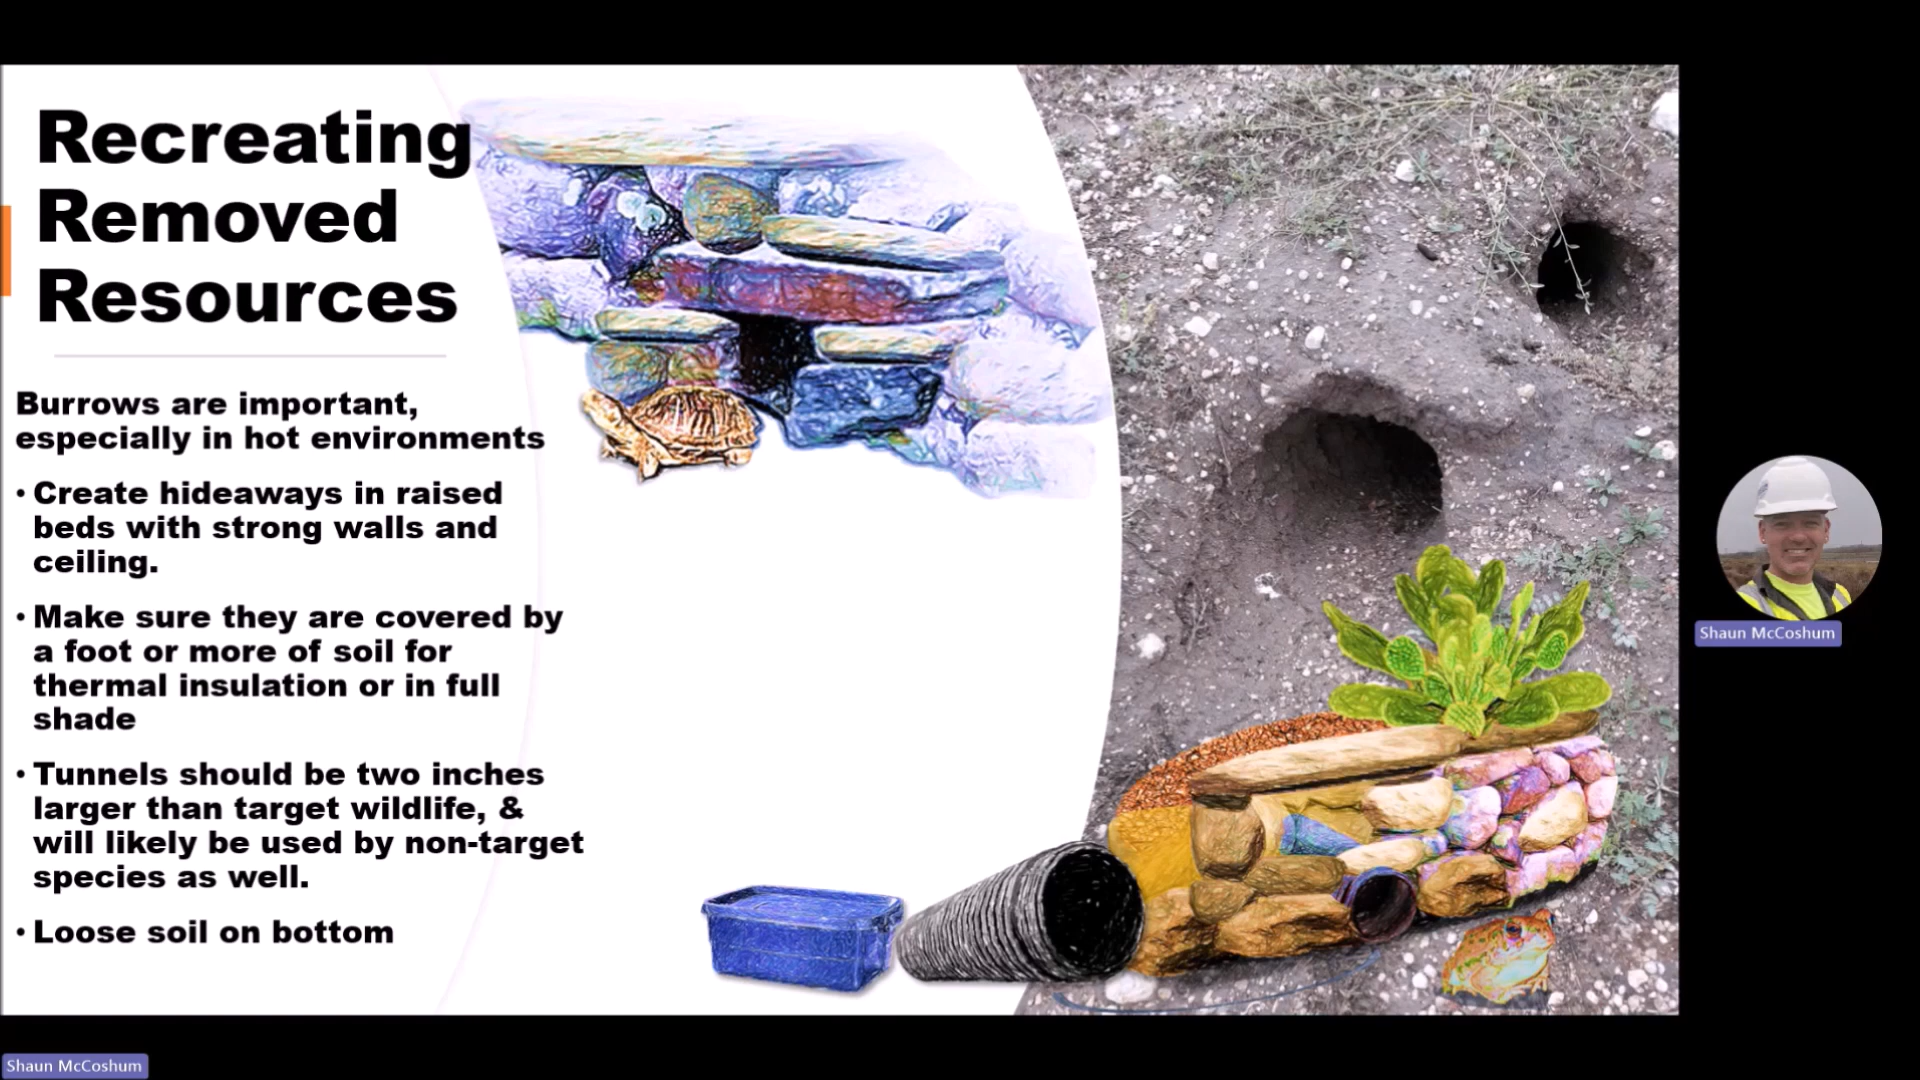 Recreating
Removed
Resources
Burrows are important,
especially in hot environments
• Create hideaways in raised
beds with strong walls and
ceiling.
• Make sure they are covered by
a foot or more of soil for
thermal insulation or in full
shade
• Tunnels should be two inches
larger than target wildlife, &
will likely be used by non-target
species as well.
• Loose soil on bottom
Shaun McCoshum
Shaun McCoshum